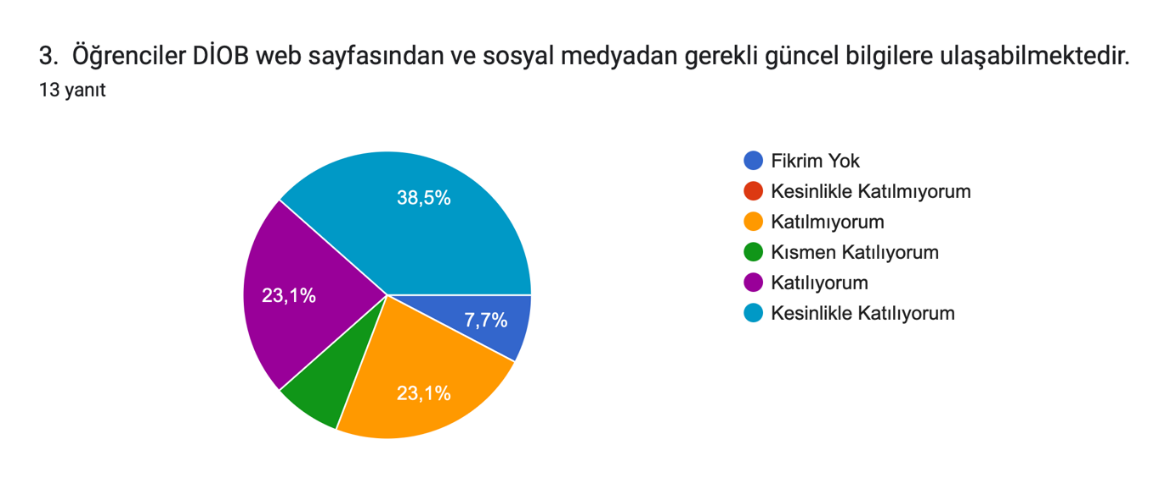 3. Öğrenciler DİOB web sayfasından ve sosyal medyadan gerekli güncel bilgilere ulaşabilmektedir.
13 yanıt
38,5%
23,1%
7,7%
23,1%
Fikrim Yok
Kesinlikle Katılmıyorum
Katılmıyorum
Kısmen Katılıyorum
Katılıyorum
Kesinlikle Katılıyorum